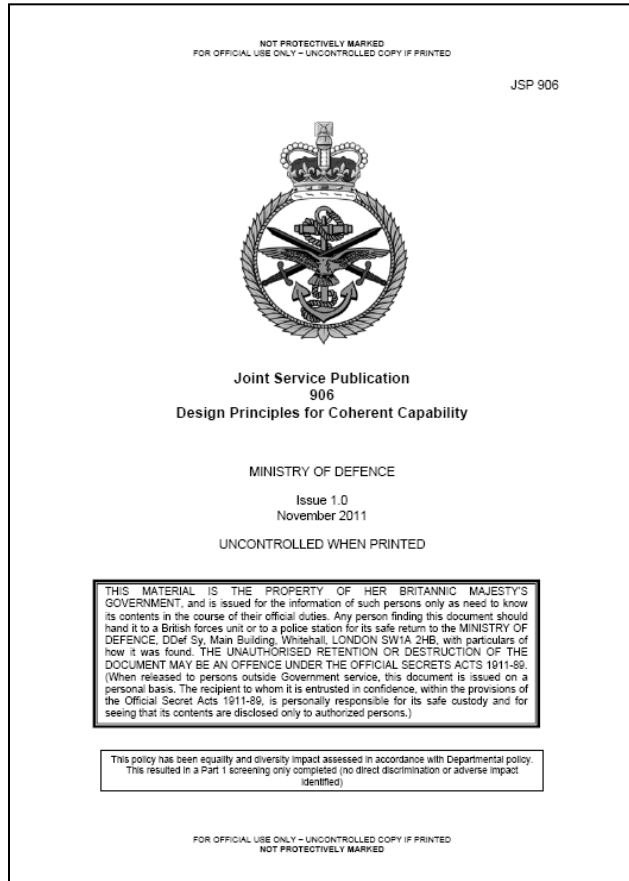 NOT PROTECTIVELY MARKED
FOR OFFICIAL USE ONLY – UNCONTROLLED COPY IF PRINTED
JSP 906
Joint Service Publication
906
Design Principles for Coherent Capability
MINISTRY OF DEFENCE
Issue 1.0
November 2011
UNCONTROLLED WHEN PRINTED
THIS MATERIAL IS THE PROPERTY OF HER BRITANNIC MAJESTY'S
GOVERNMENT, and is issued for the information of such persons only as need to know
its contents in the course of their official duties. Any person finding this document should
hand it to a British forces unit or to a police station for its safe return to the MINISTRY OF
DEFENCE, DDef Sy, Main Building, Whitehall, LONDON SW1A 2HB, with particulars of
how it was found. THE UNAUTHORISED RETENTION OR DESTRUCTION OF THE
DOCUMENT MAY BE AN OFFENCE UNDER THE OFFICIAL SECRETS ACTS 1911-89.
(When released to persons outside Government service, this document is issued on a
personal basis. The recipient to whom it is entrusted in confidence, within the provisions of
the Official Secret Acts 1911-89, is personally responsible for its safe custody and for
seeing that its contents are disclosed only to authorized persons.)
This policy has been equality and diversity impact assessed in accordance with Departmental policy.
This resulted in a Part 1 screening only completed (no direct discrimination or adverse impact
identified)
FOR OFFICIAL USE ONLY – UNCONTROLLED COPY IF PRINTED
NOT PROTECTIVELY MARKED